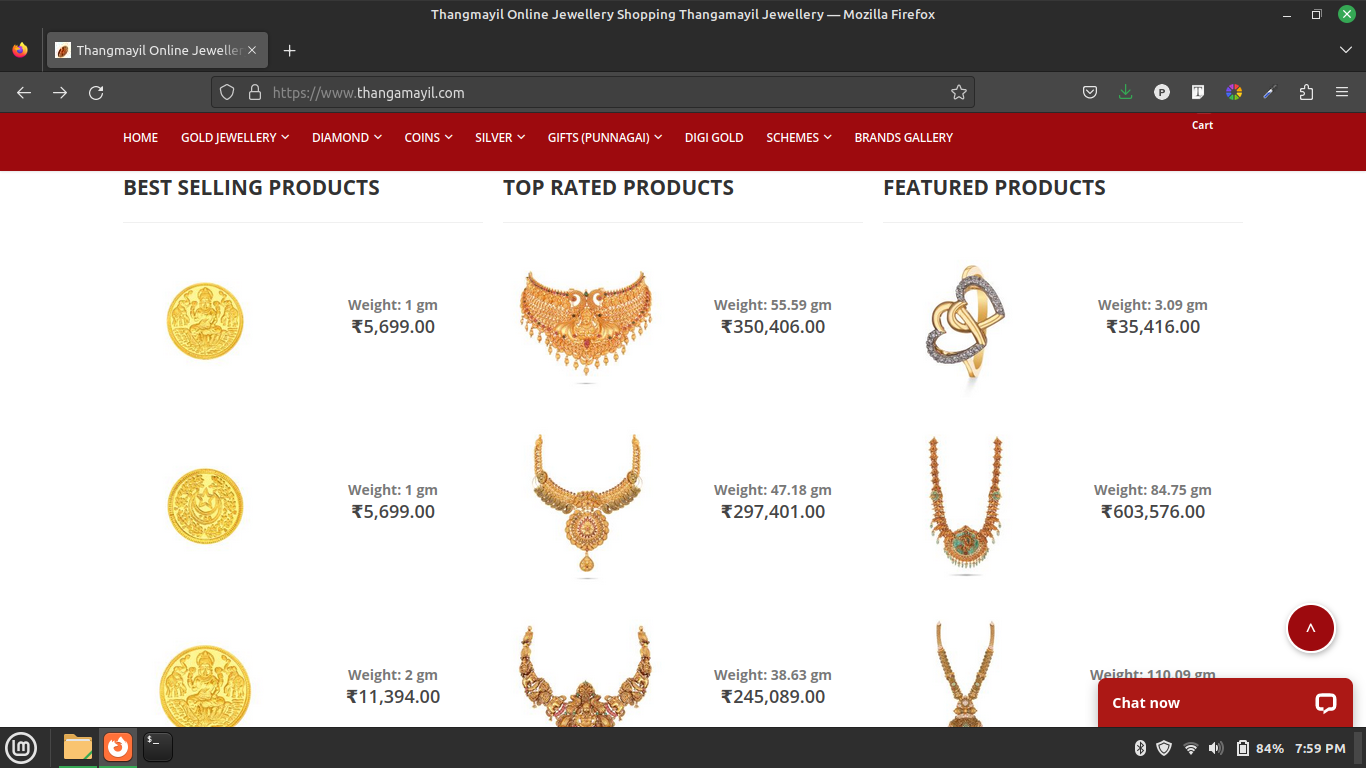 Thangmayil Online Jewellery Shopping Thangamayil Jewellery — Mozilla Firefox
Thangmayil Online Jeweller
https://www.thangamayil.com
Cart
HOME GOLD JEWELLERY DIAMOND COINS SILVER GIFTS (PUNNAGAI) DIGI GOLD SCHEMES BRANDS GALLERY
BEST SELLING PRODUCTS TOP RATED PRODUCTS FEATURED PRODUCTS
Weight: 1 gm Weight: 55.59 gm Weight: 3.09 gm
₹5,699.00 ₹350,406.00 ₹35,416.00
Weight: 1 gm Weight: 47.18 gm Weight: 84.75 gm
₹5,699.00 ₹297,401.00 ₹603,576.00
Weight: 2 gm Weight: 38.63 gm Weight: 110.09 gm
₹11,394.00 ₹245,089.00
Chat now
84% 7:59 PM